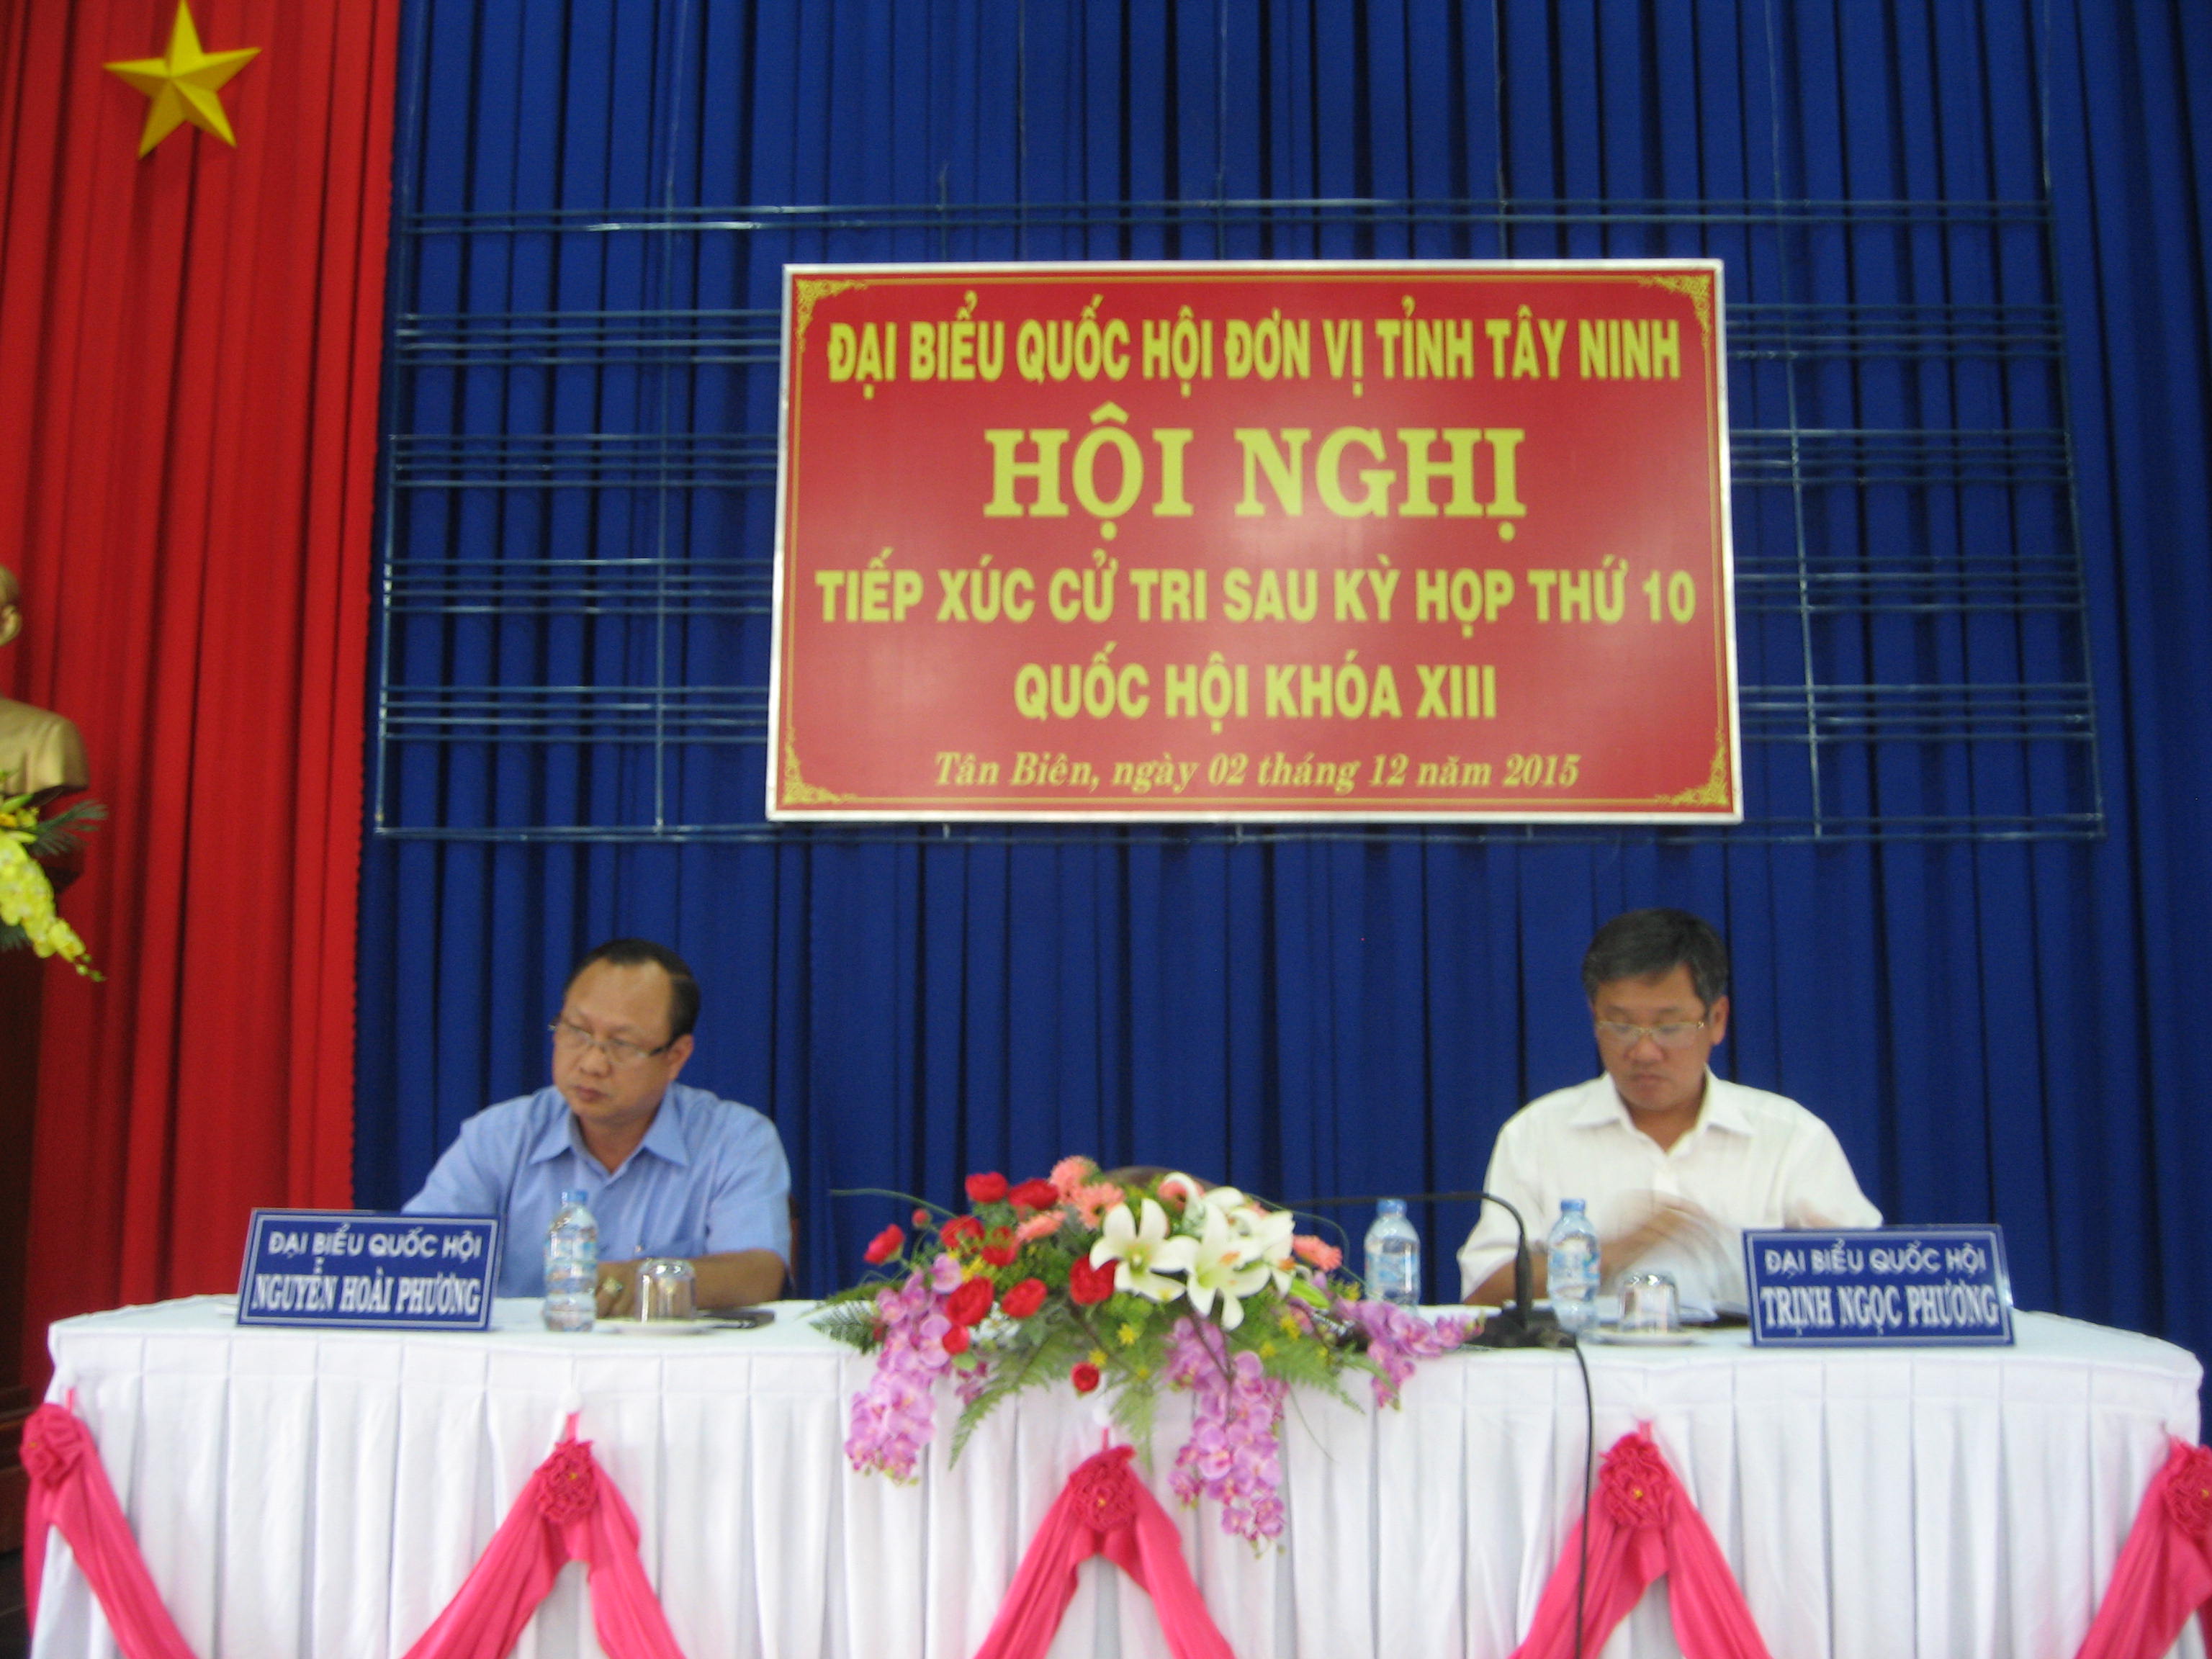 ĐẠI BIỂU QUỐC HỘI ĐƠN VỊ TỈNH TÂY NINH
HỘI NGHỊ
TIẾP XÚC CỬ TRI SAU KỲ HỌP THỨ 10
QUỐC HỘI KHÓA XIII
Tân Biên, ngày 02 tháng 12 năm 2015
ĐẠI BIỂU QUỐC HỘI
NGUYỄN HOÀI PHƯƠNG
ĐẠI BIỂU QUỐC HỘI
TRỊNH NGỌC PHƯƠNG